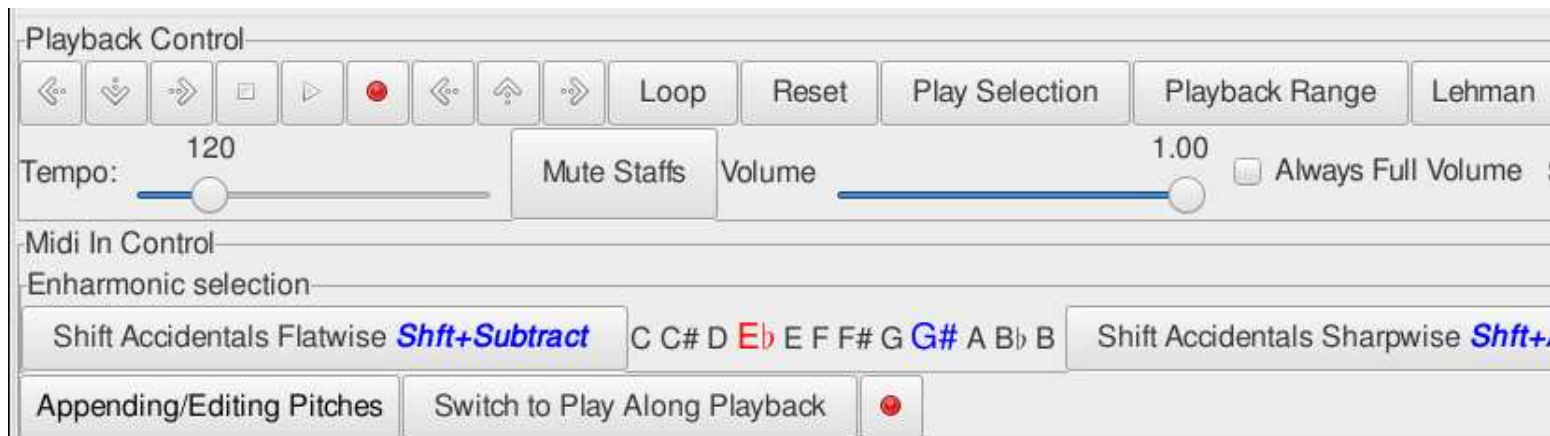 Playback Control
Loop Reset Play Selection Playback Range Lehman
120 1.00
Tempo: Mute Staffs Volume Always Full Volume
Midi In Control
Enharmonic selection
Shift Accidentals Flatwise Shft+Subtract C C# D E♭ E F F# G G# A B♭ B Shift Accidentals Sharpwise Shft+
Appending/Editing Pitches Switch to Play Along Playback